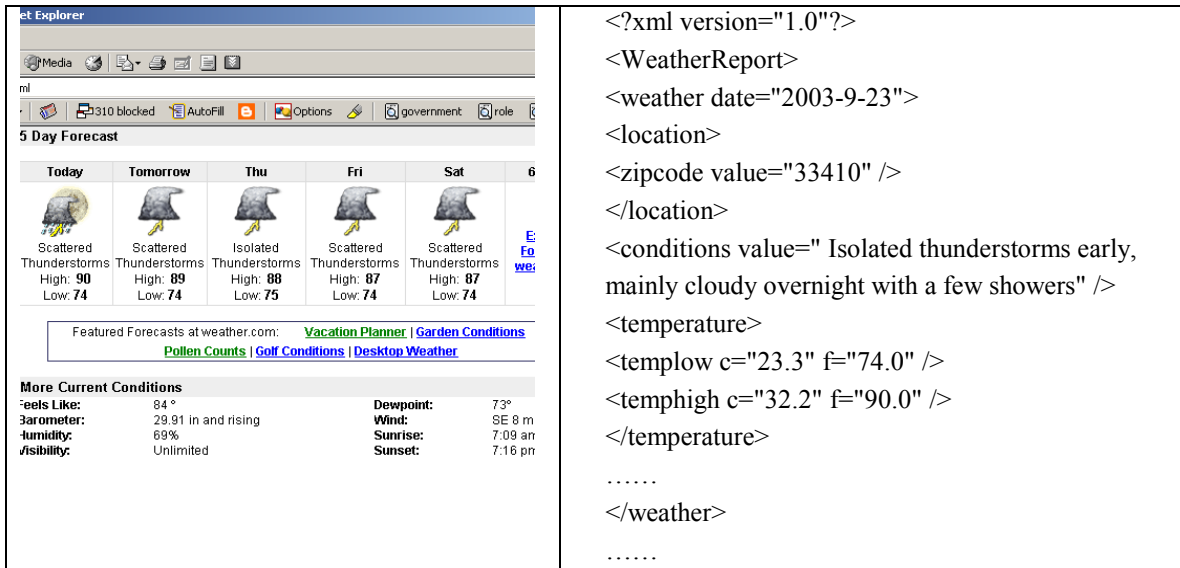 et Explorer
Media
ml
310 blocked AutoFill Options government role
5 Day Forecast
Today Tomorrow Thu Fri Sat 6
Scattered Thunderstorms High: 90 Low: 74
Scattered Thunderstorms High: 89 Low: 74
Isolated Thunderstorms High: 88 Low: 75
Scattered Thunderstorms High: 87 Low: 74
Scattered Thunderstorms High: 87 Low: 74
Featured Forecasts at weather.com: Vacation Planner | Garden Conditions
Pollen Counts | Golf Conditions | Desktop Weather
More Current Conditions
Feels Like: 84 ° Dewpoint: 73°
Barometer: 29.91 in and rising Wind: SE 8 m
Humidity: 69% Sunrise: 7:09 am
Visibility: Unlimited Sunset: 7:16 pm
<?xml version="1.0"?>
<WeatherReport>
<weather date="2003-9-23">
<location>
<zipcode value="33410" />
</location>
<conditions value=" Isolated thunderstorms early,
mainly cloudy overnight with a few showers" />
<temperature>
<templow c="23.3" f="74.0" />
<temphigh c="32.2" f="90.0" />
</temperature>
……
</weather>
……